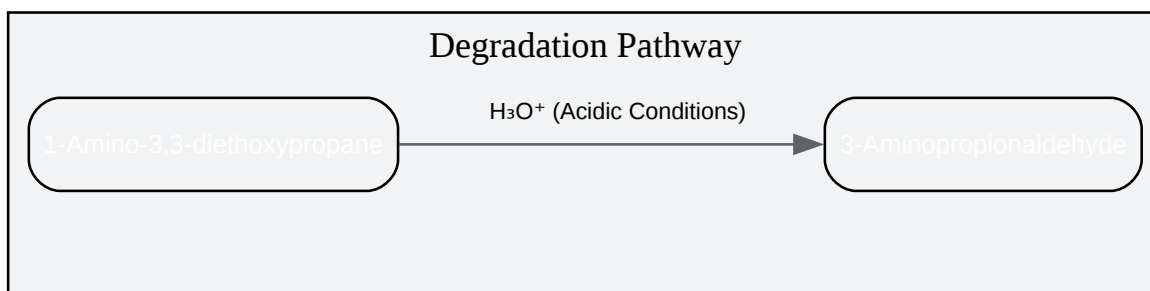 Degradation Pathway
H₃O⁺ (Acidic Conditions)
1-Amino-3,3-diethoxypropane
3-Aminopropionaldehyde